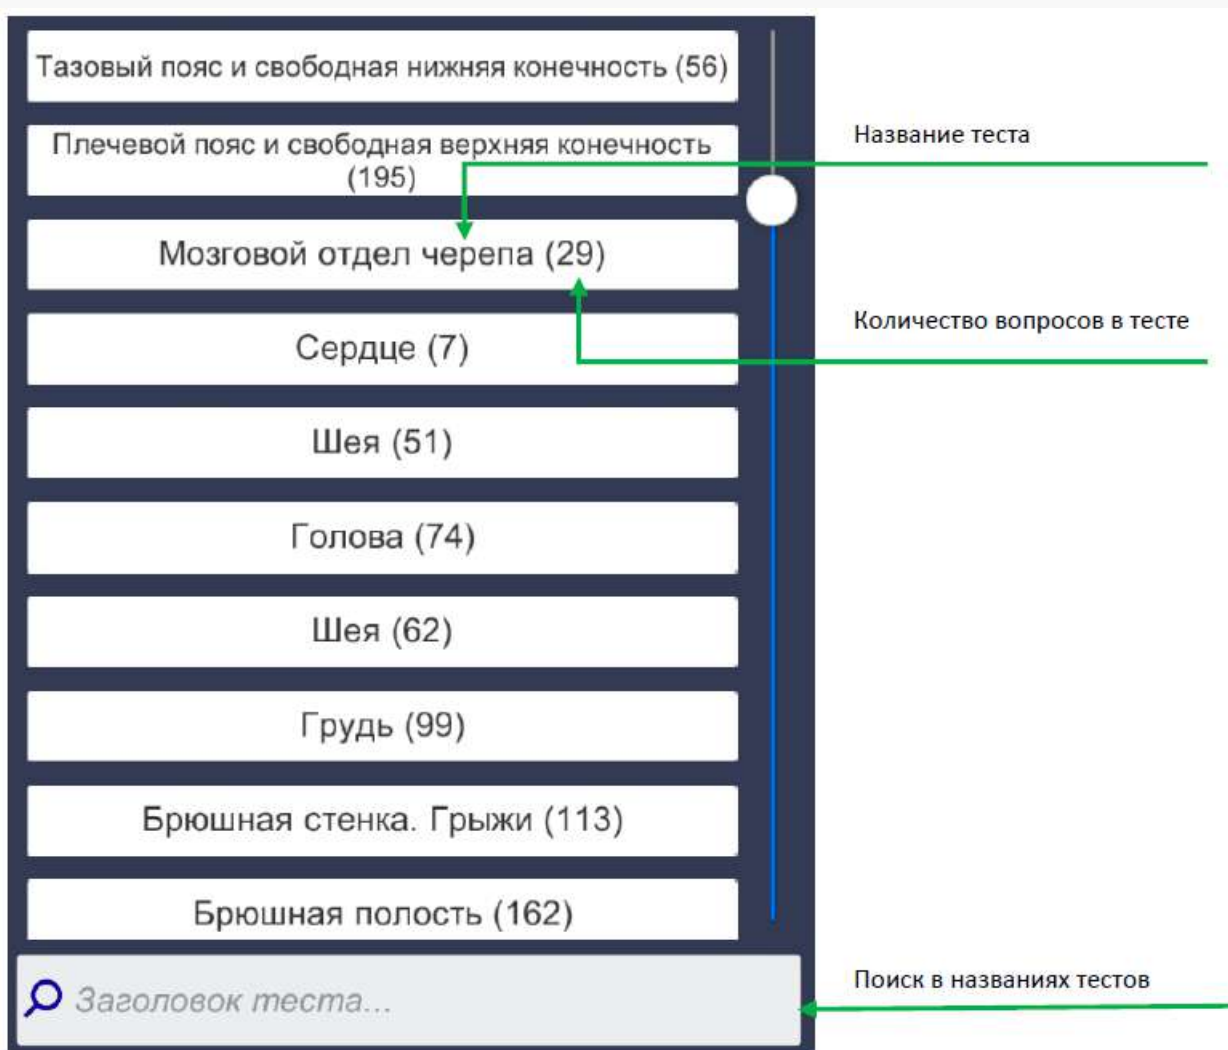 Тазовый пояс и свободная нижняя конечность (56)
Плечевой пояс и свободная верхняя конечность
(195)
Мозговой отдел черепа (29)
Сердце (7)
Шея (51)
Голова (74)
Шея (62)
Грудь (99)
Брюшная стенка. Грыжи (113)
Брюшная полость (162)
Заголовок теста...
Название теста
Количество вопросов в тесте
Поиск в названиях тестов